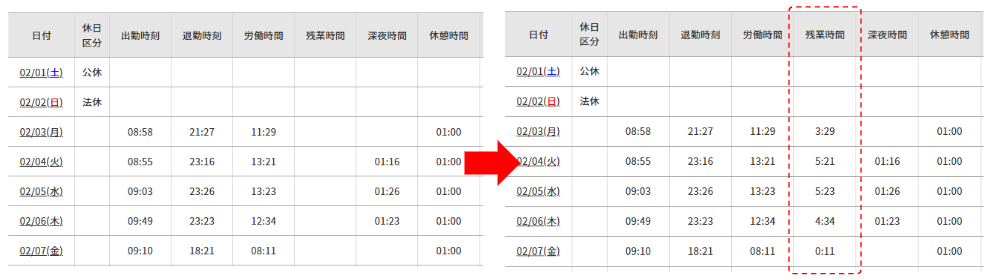 日付 休日区分 出勤時刻 退勤時刻 労働時間 残業時間 深夜時間 休憩時間
02/01(土) 公休
02/02(日) 法休
02/03(月) 08:58 21:27 11:29 01:00
02/04(火) 08:55 23:16 13:21 01:16 01:00
02/05(水) 09:03 23:26 13:23 01:26 01:00
02/06(木) 09:49 23:23 12:34 01:23 01:00
02/07(金) 09:10 18:21 08:11 01:00
日付 休日区分 出勤時刻 退勤時刻 労働時間 残業時間 深夜時間 休憩時間
02/01(土) 公休
02/02(日) 法休
02/03(月) 08:58 21:27 11:29 3:29 01:00
02/04(火) 08:55 23:16 13:21 5:21 01:16 01:00
02/05(水) 09:03 23:26 13:23 5:23 01:26 01:00
02/06(木) 09:49 23:23 12:34 4:34 01:23 01:00
02/07(金) 09:10 18:21 08:11 0:11 01:00